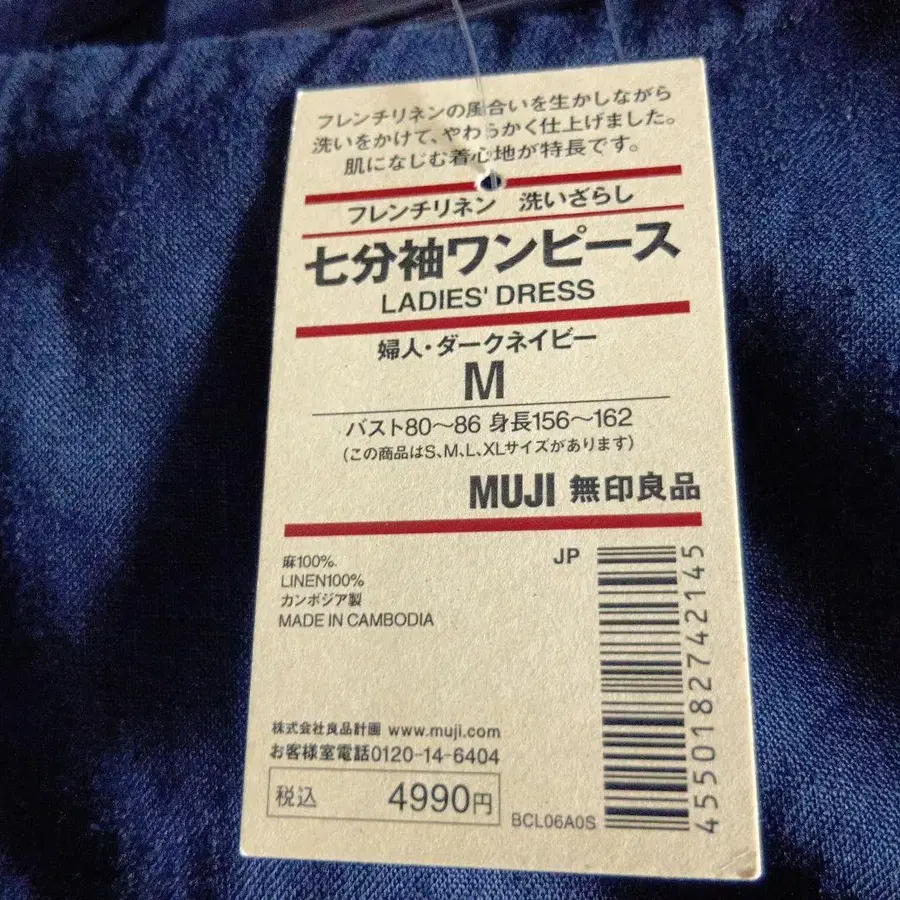 フレンチリネンの風合いを生かしながら
洗いをかけて、やわらかく仕上げました。
肌になじむ着心地が特長です。
フレンチリネン 洗いざらし
七分袖ワンピース
LADIES' DRESS
婦人・ダークネイビー
M
バスト80〜86 身長156〜162
(この商品はS、M、L、XLサイズがあります)
MUJI 無印良品
麻100%
LINEN100%
カンボジア製
MADE IN CAMBODIA
JP
4550182742145
株式会社良品計画 www.muji.com
お客様室電話0120-14-6404
税込 4990円
BCL06A0S